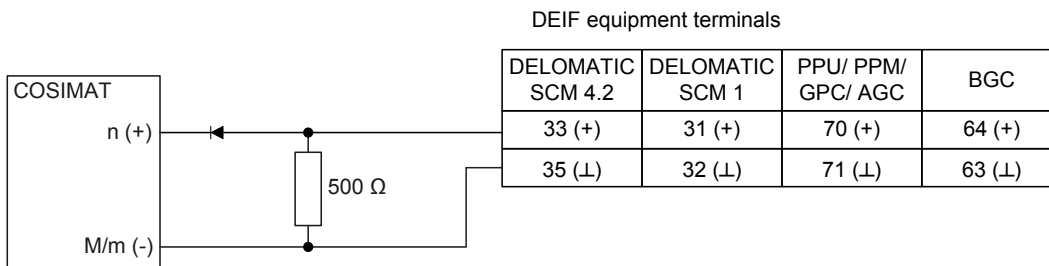 DEIF equipment terminals
COSIMAT
n (+)
500 Ω
M/m (-)
DELOMATIC SCM 4.2 DELOMATIC SCM 1 PPU/ PPM/ GPC/ AGC BGC
33 (+) 31 (+) 70 (+) 64 (+)
35 (⊥) 32 (⊥) 71 (⊥) 63 (⊥)